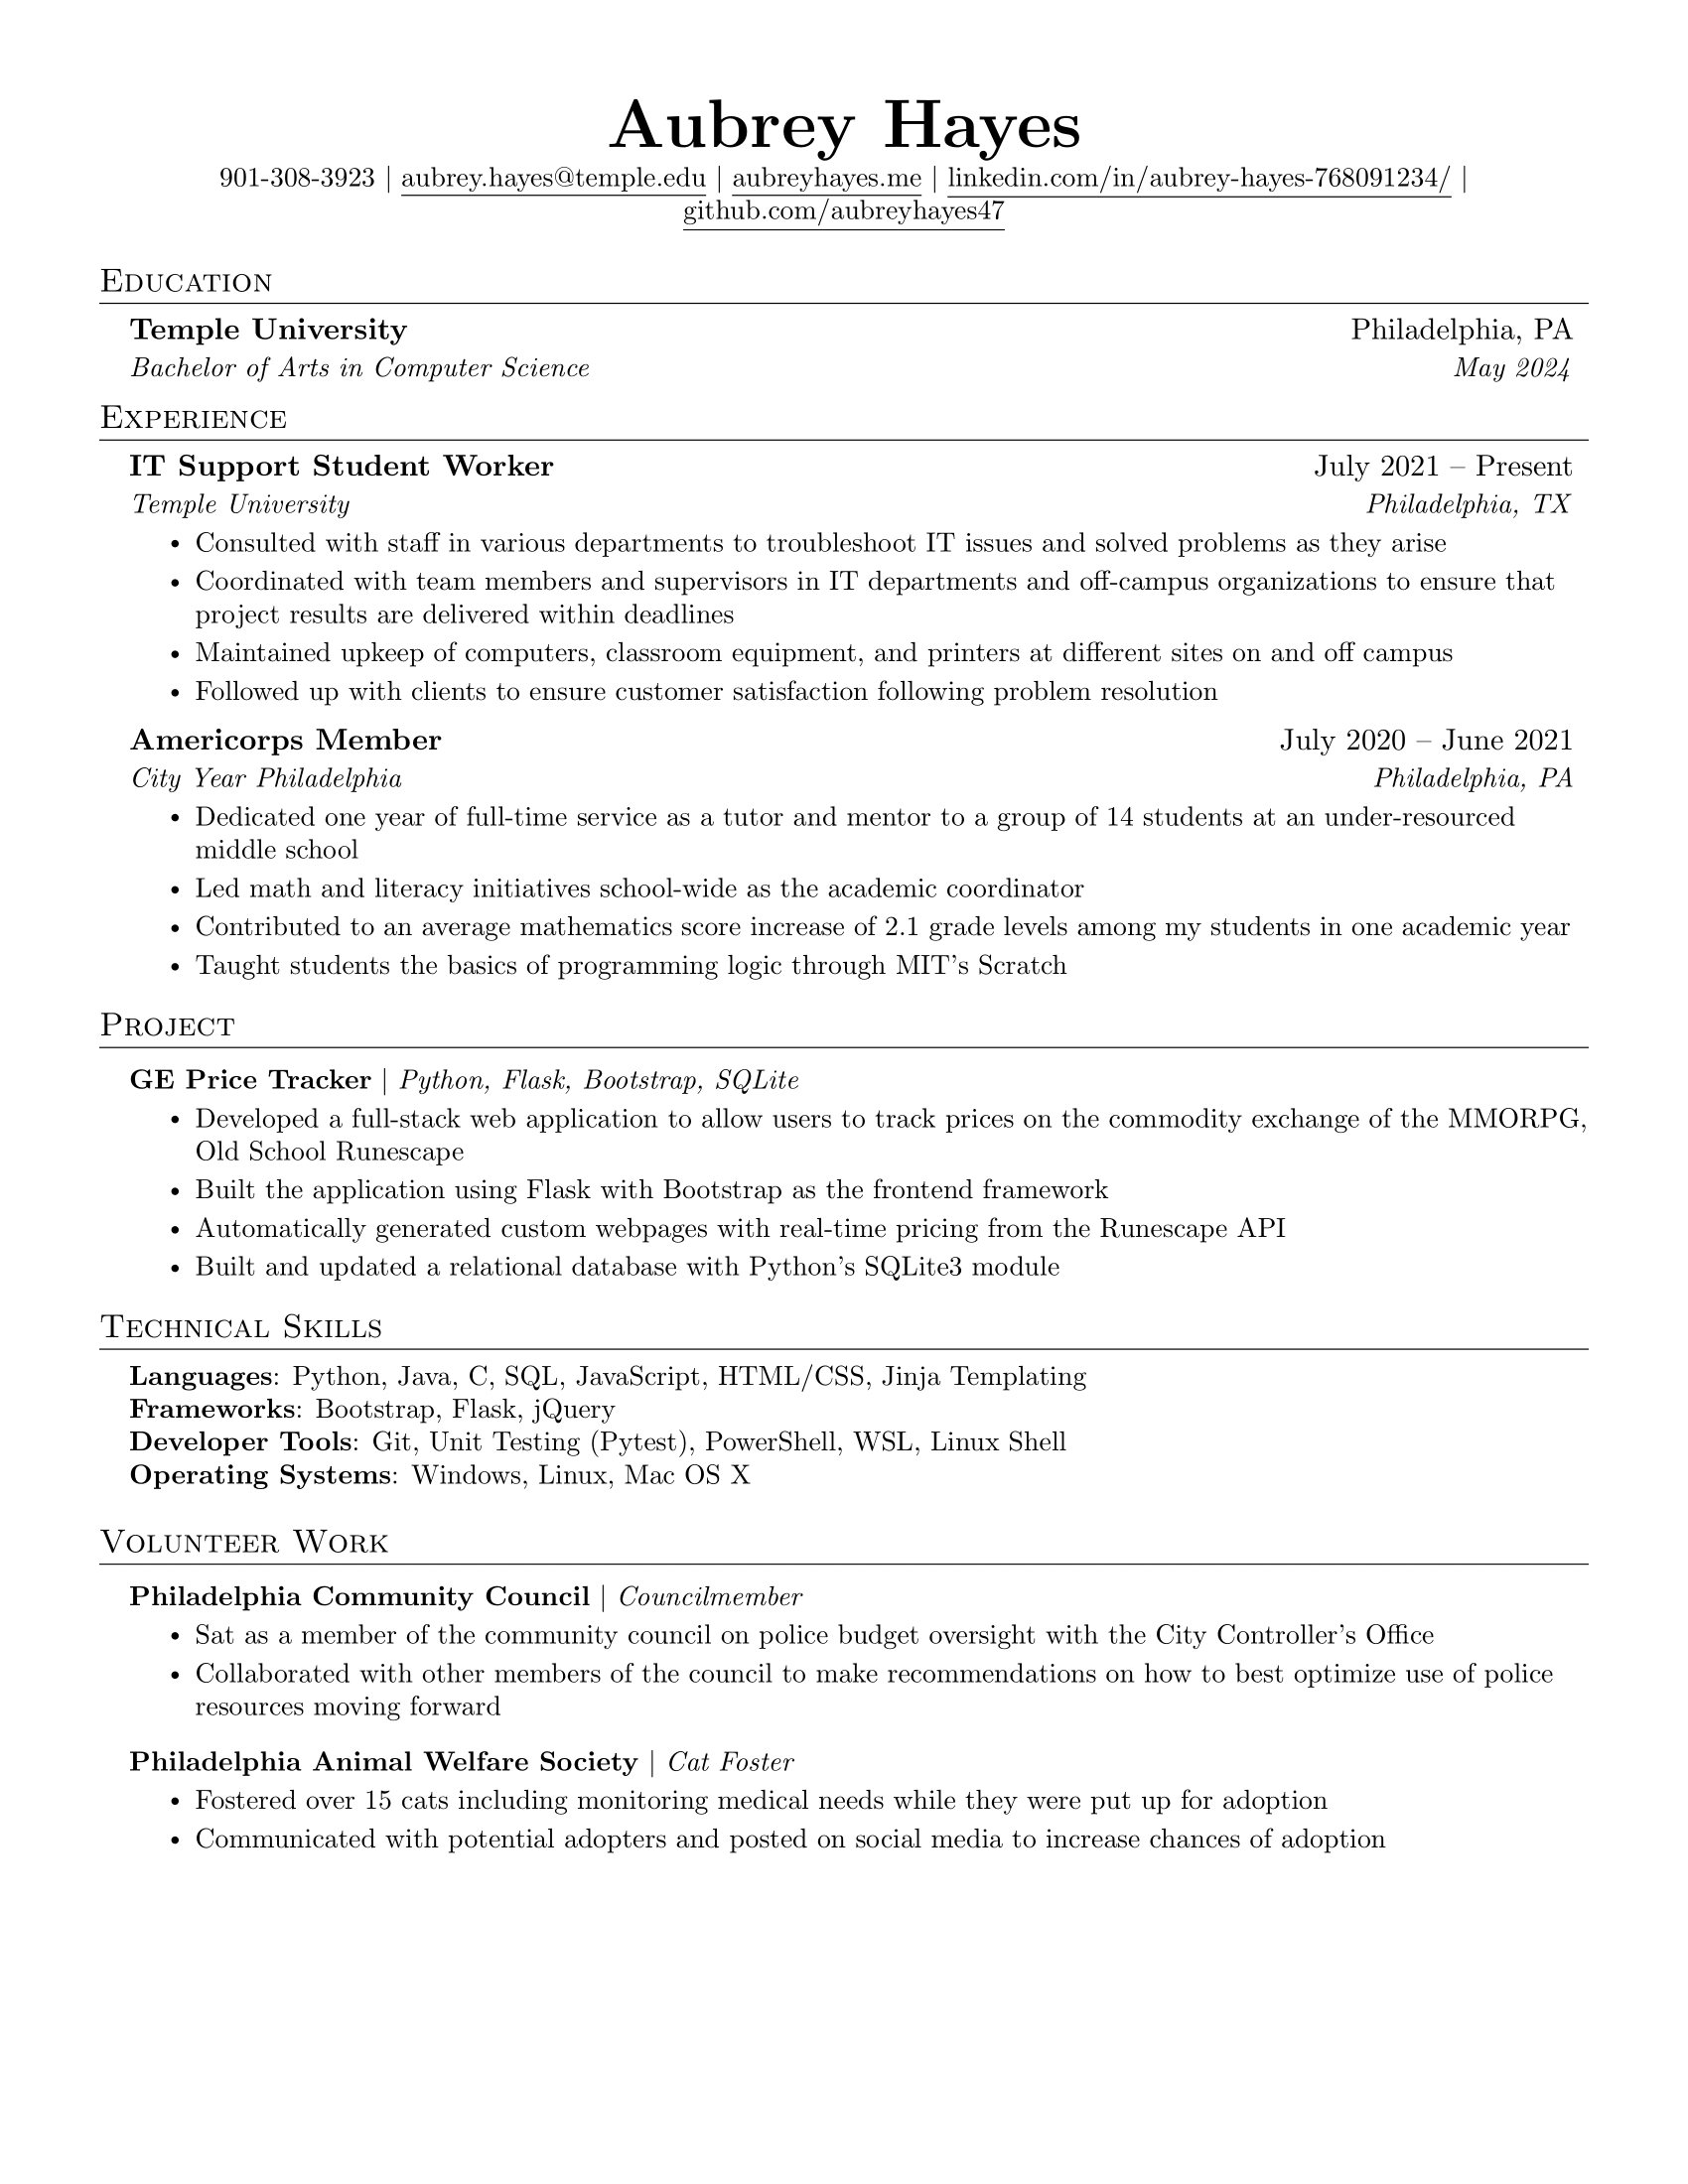 Aubrey Hayes
901-308-3923 | aubrey.hayes@temple.edu | aubreyhayes.me | linkedin.com/in/aubrey-hayes-768091234/ |
github.com/aubreyhayes47
Education
Temple University Philadelphia, PA
Bachelor of Arts in Computer Science May 2024
Experience
IT Support Student Worker July 2021 – Present
Temple University Philadelphia, TX
• Consulted with staff in various departments to troubleshoot IT issues and solved problems as they arise
• Coordinated with team members and supervisors in IT departments and off-campus organizations to ensure that
project results are delivered within deadlines
• Maintained upkeep of computers, classroom equipment, and printers at different sites on and off campus
• Followed up with clients to ensure customer satisfaction following problem resolution
Americorps Member July 2020 – June 2021
City Year Philadelphia Philadelphia, PA
• Dedicated one year of full-time service as a tutor and mentor to a group of 14 students at an under-resourced
middle school
• Led math and literacy initiatives school-wide as the academic coordinator
• Contributed to an average mathematics score increase of 2.1 grade levels among my students in one academic year
• Taught students the basics of programming logic through MIT's Scratch
Project
GE Price Tracker | Python, Flask, Bootstrap, SQLite
• Developed a full-stack web application to allow users to track prices on the commodity exchange of the MMORPG,
Old School Runescape
• Built the application using Flask with Bootstrap as the frontend framework
• Automatically generated custom webpages with real-time pricing from the Runescape API
• Built and updated a relational database with Python's SQLite3 module
Technical Skills
Languages: Python, Java, C, SQL, JavaScript, HTML/CSS, Jinja Templating
Frameworks: Bootstrap, Flask, jQuery
Developer Tools: Git, Unit Testing (Pytest), PowerShell, WSL, Linux Shell
Operating Systems: Windows, Linux, Mac OS X
Volunteer Work
Philadelphia Community Council | Councilmember
• Sat as a member of the community council on police budget oversight with the City Controller's Office
• Collaborated with other members of the council to make recommendations on how to best optimize use of police
resources moving forward
Philadelphia Animal Welfare Society | Cat Foster
• Fostered over 15 cats including monitoring medical needs while they were put up for adoption
• Communicated with potential adopters and posted on social media to increase chances of adoption